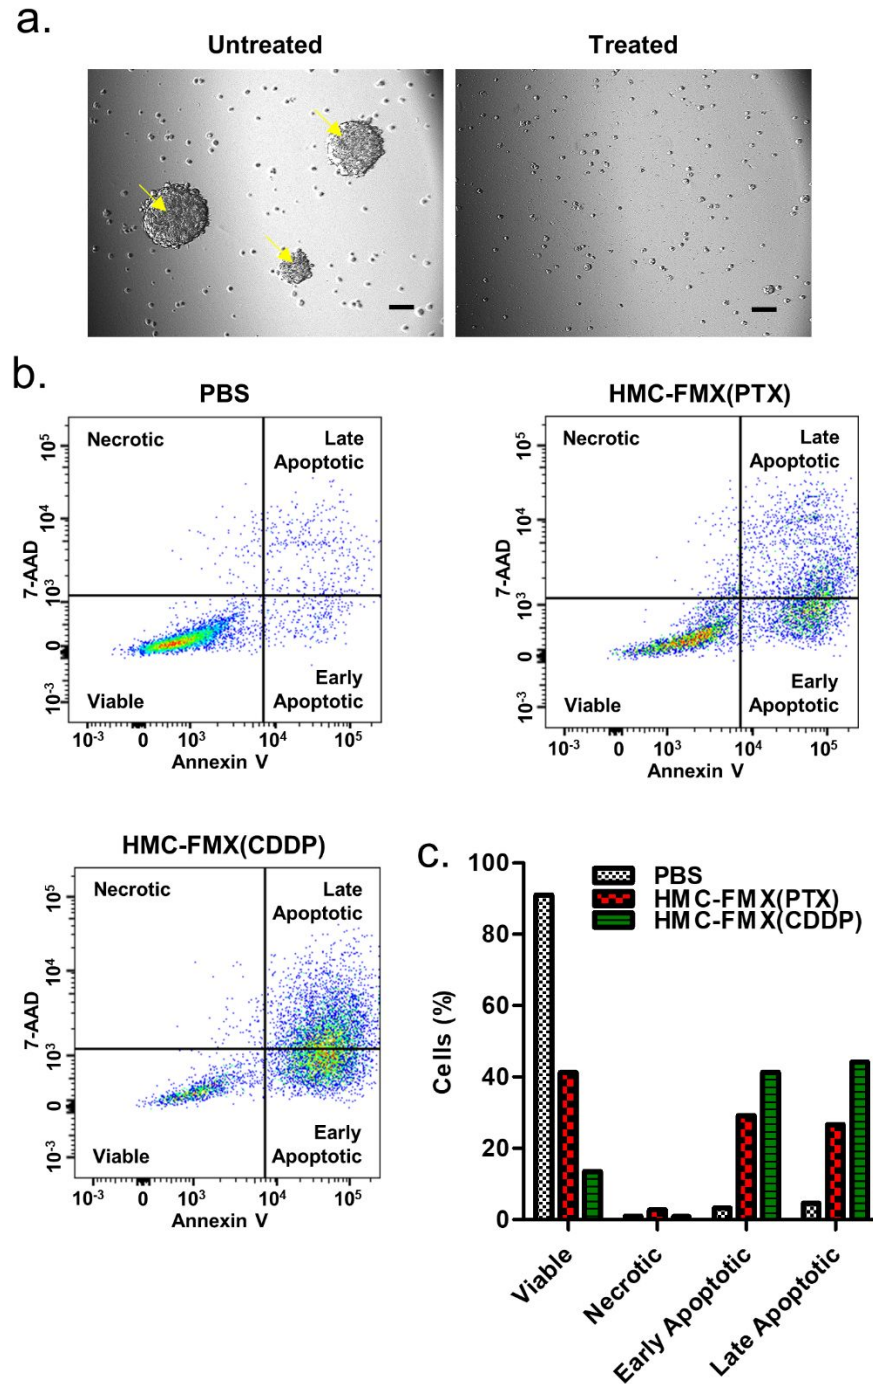 a.
Untreated
Treated
b.
PBS
Necrotic
Late
Apoptotic
Viable
Early
Apoptotic
7-AAD
10^5
10^4
10^3
0
10^-3
10^-3
0
10^3
10^4
10^5
Annexin V
HMC-FMX(PTX)
Necrotic
Late
Apoptotic
Viable
Early
Apoptotic
7-AAD
10^5
10^4
10^3
0
10^-3
10^-3
0
10^3
10^4
10^5
Annexin V
HMC-FMX(CDDP)
Necrotic
Late
Apoptotic
Viable
Early
Apoptotic
7-AAD
10^5
10^4
10^3
0
10^-3
10^-3
0
10^3
10^4
10^5
Annexin V
c.
PBS
HMC-FMX(PTX)
HMC-FMX(CDDP)
Cells (%)
100
80
60
40
20
0
Viable
Necrotic
Early Apoptotic
Late Apoptotic